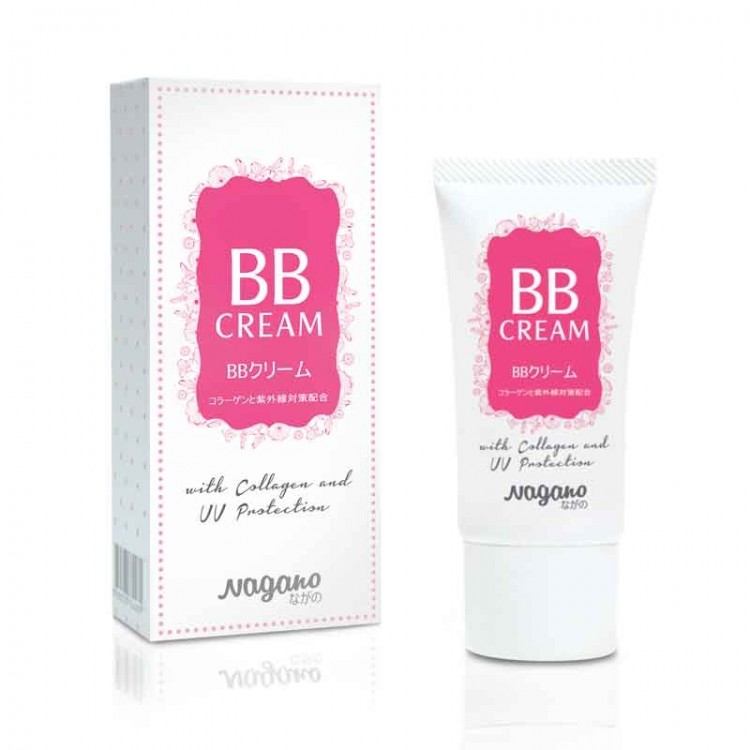 BB
CREAM
BBクリーム
コラーゲンと紫外線対策配合
with Collagen and
UV Protection
Nagano
ながの
BB
CREAM
BBクリーム
コラーゲンと紫外線対策配合
with Collagen and
UV Protection
Nagano
ながの